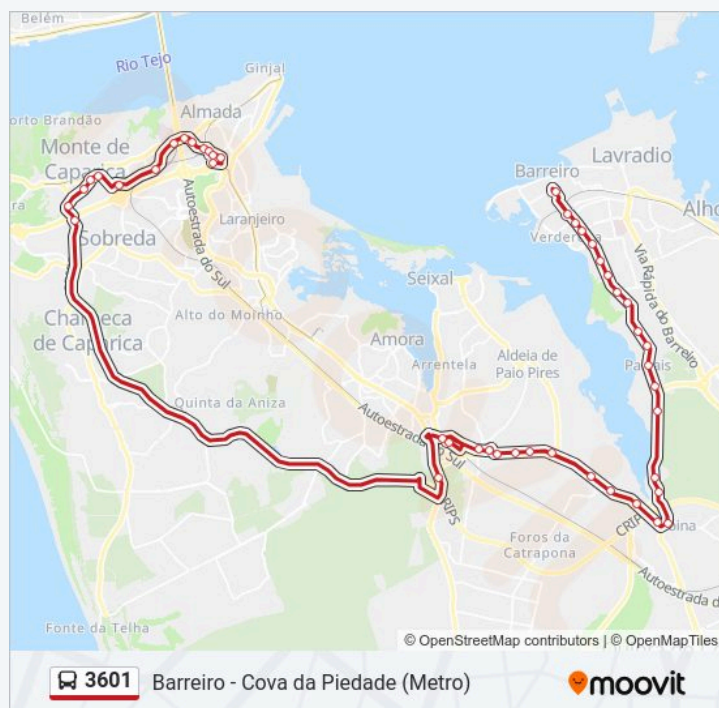 Belém
Rio Tejo
Ginjal
Porto Brandão
Almada
Monte de
Caparica
Lavradio
Barreiro
Laranjeiro
Verderena
Sobreda
Autoestrada do Sul
Via Rápida do Barreiro
Seixal
Charneca
de Caparica
Alto do Moinho
Amora
Arrentela
Aldeia de
Paio Pires
Palhais
Quinta da Aniza
Autoestrada do Sul
CRIPS
Foros da
Catrapona
Autoestrada d
Fonte da Telha
© OpenStreetMap contributors | © OpenMapTiles
3601 Barreiro - Cova da Piedade (Metro)
moovit